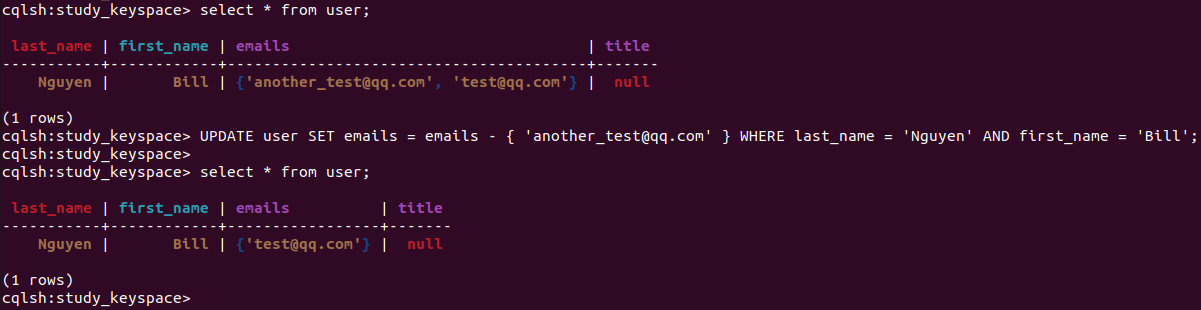 cqlsh:study_keyspace> select * from user;
 last_name | first_name | emails                                 | title
-----------+------------+----------------------------------------+-------
    Nguyen |       Bill | {'another_test@qq.com', 'test@qq.com'} |  null
(1 rows)
cqlsh:study_keyspace> UPDATE user SET emails = emails - { 'another_test@qq.com' } WHERE last_name = 'Nguyen' AND first_name = 'Bill';
cqlsh:study_keyspace>
cqlsh:study_keyspace> select * from user;
 last_name | first_name | emails          | title
-----------+------------+-----------------+-------
    Nguyen |       Bill | {'test@qq.com'} |  null
(1 rows)
cqlsh:study_keyspace>